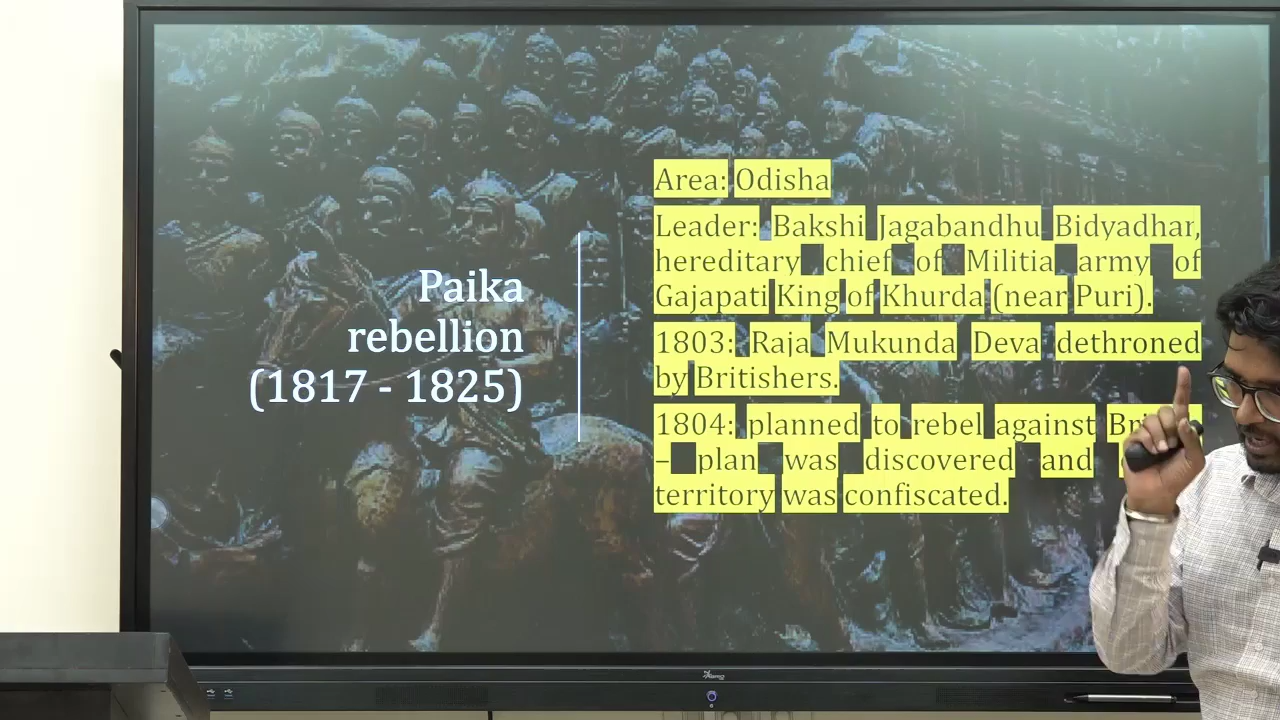 Paika
rebellion
(1817 - 1825)
Area: Odisha
Leader: Bakshi Jagabandhu Bidyadhar,
hereditary chief of Militia army of
Gajapati King of Khurda (near Puri).
1803: Raja Mukunda Deva dethroned
by Britishers.
1804: planned to rebel against
– plan was discovered and
territory was confiscated.